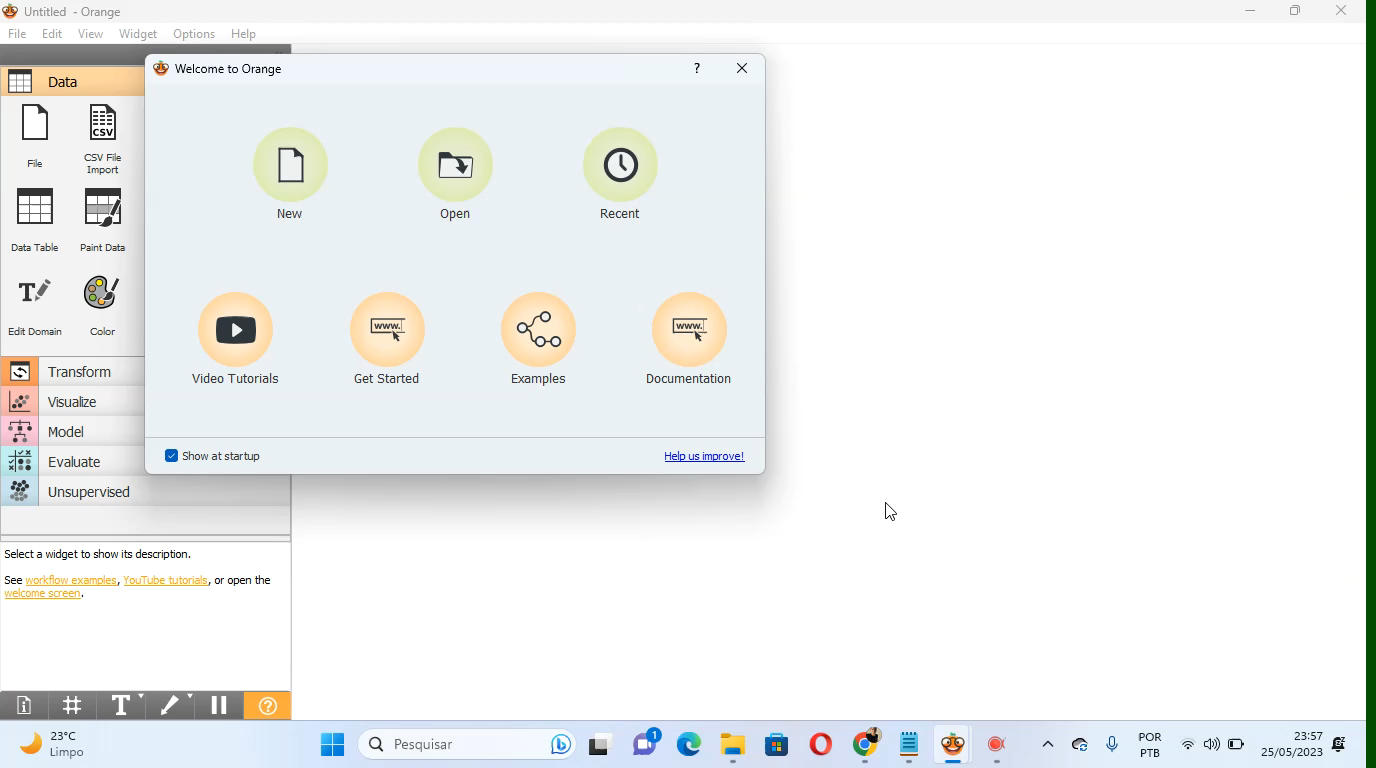 Untitled - Orange
File Edit View Widget Options Help
Welcome to Orange
?
Data
File
CSV File
Import
Data Table
Paint Data
Edit Domain
Color
Transform
Visualize
Model
Evaluate
Unsupervised
New
Open
Recent
Video Tutorials
Get Started
Examples
Documentation
www.
www.
Show at startup
Help us improve!
Select a widget to show its description.
See workflow examples, YouTube tutorials, or open the
welcome screen.
23°C
Limpo
Pesquisar
1
POR
PTB
23:57
25/05/2023